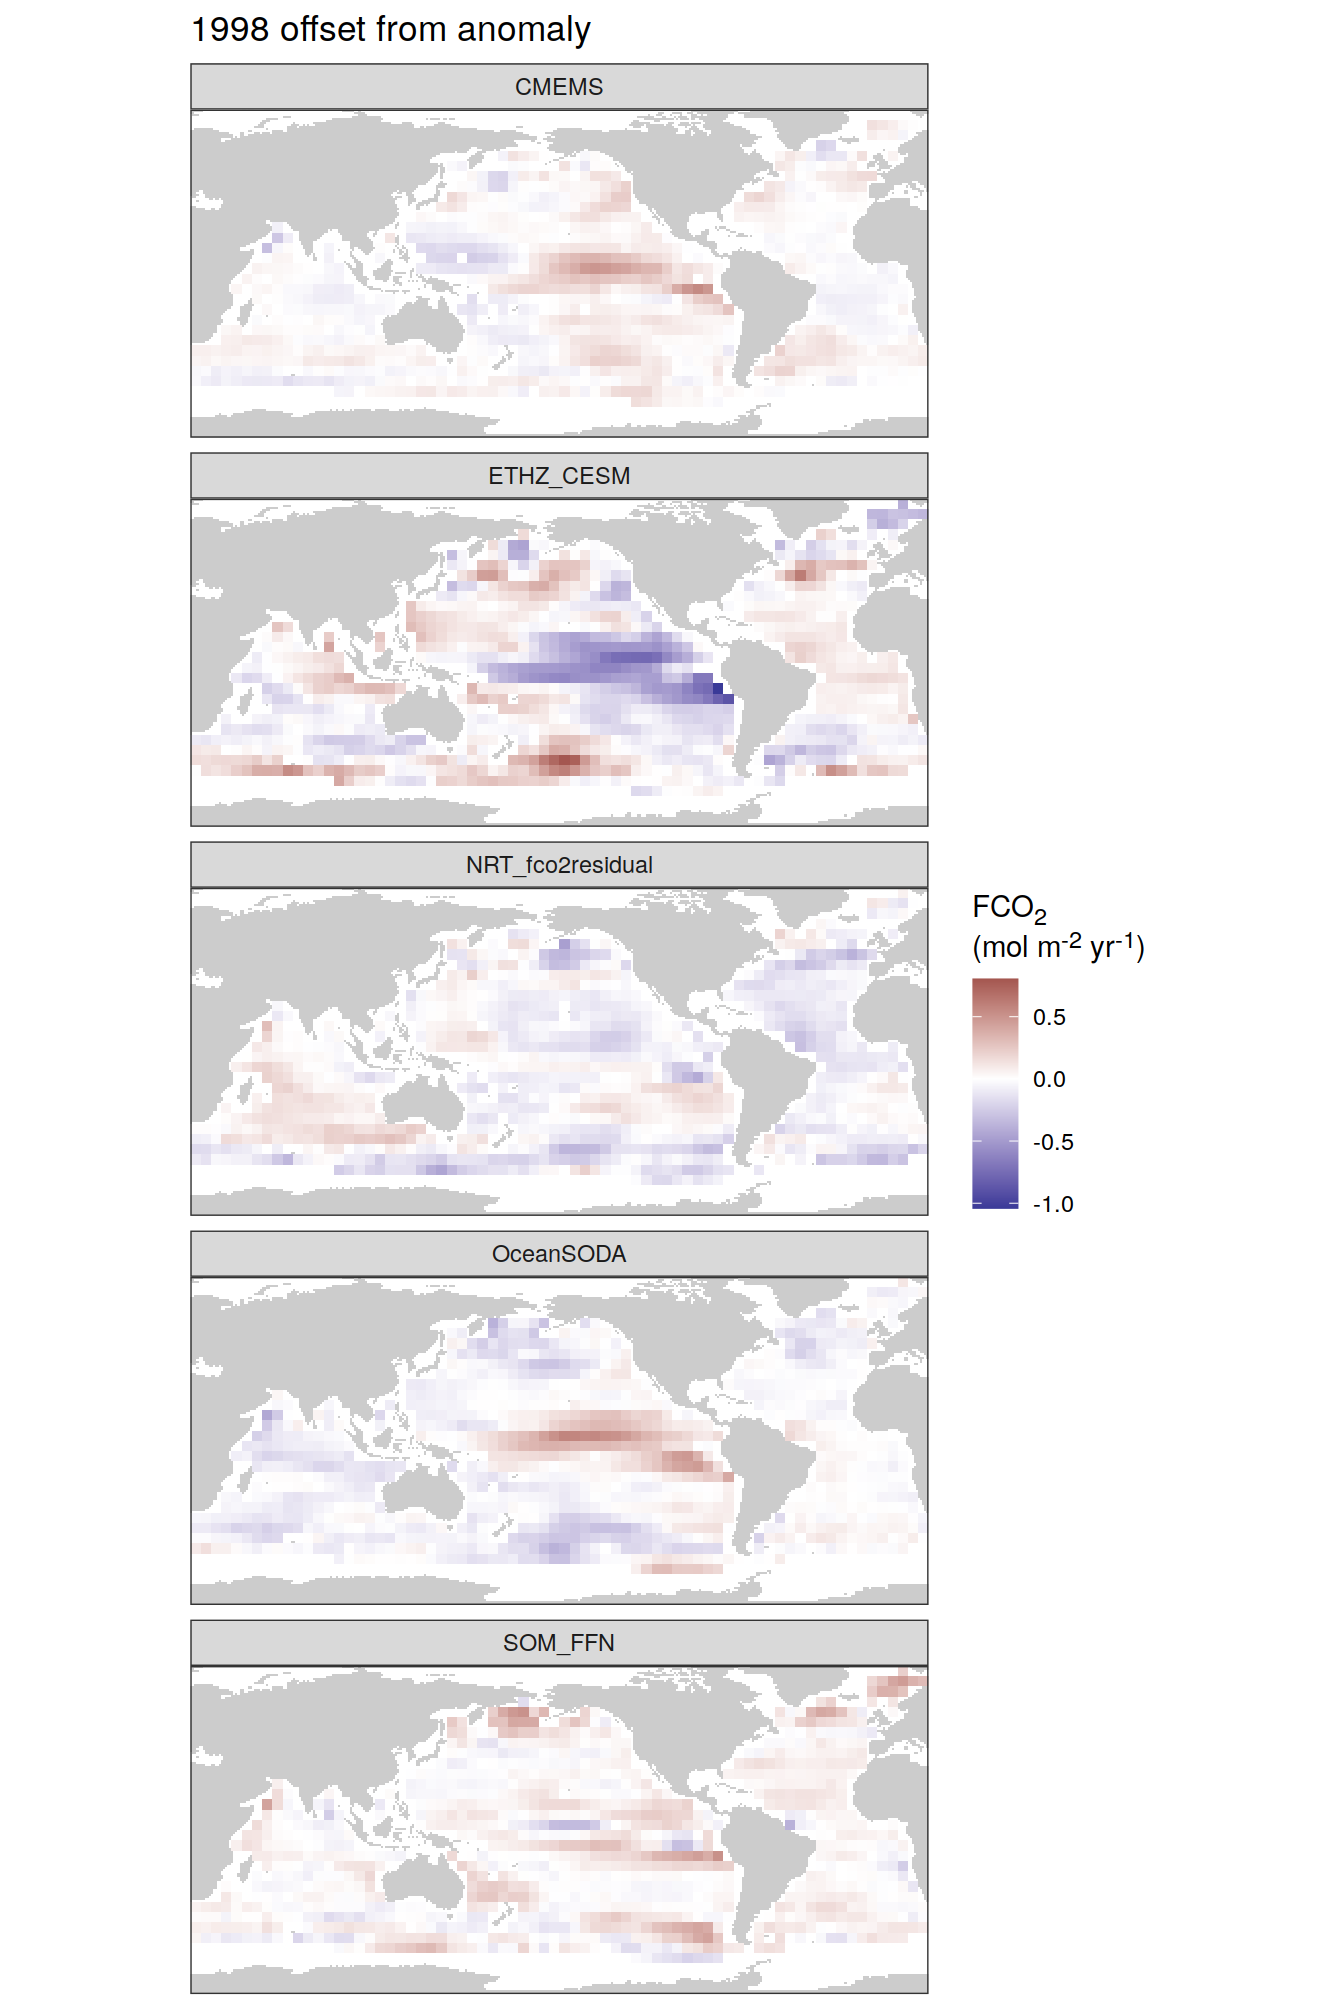 1998 offset from anomaly
CMEMS
ETHZ_CESM
NRT_fco2residual
FCO₂
(mol m⁻² yr⁻¹)
0.5
0.0
-0.5
-1.0
OceanSODA
SOM_FFN